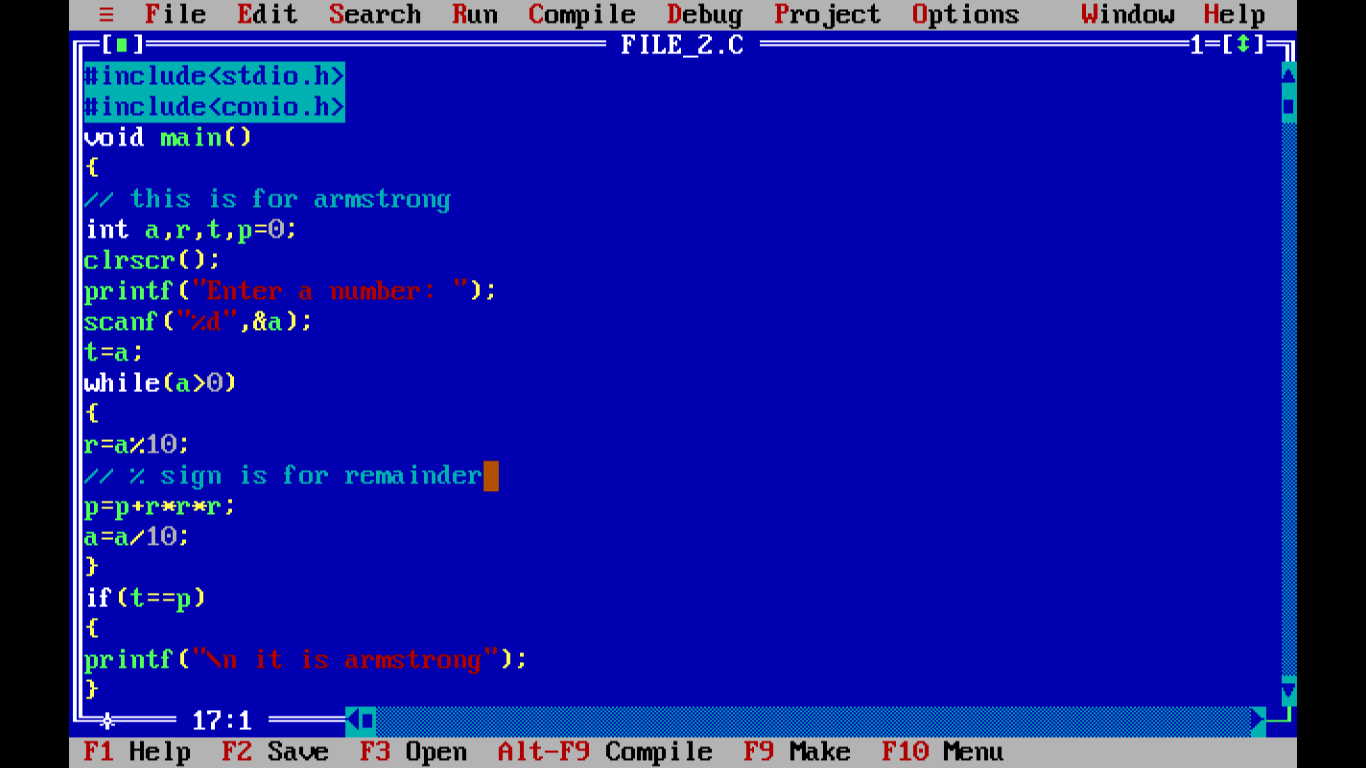 ≡ File Edit Search Run Compile Debug Project Options Window Help
[■] FILE_2.C 1=[↕]
#include<stdio.h>
#include<conio.h>
void main()
{
// this is for armstrong
int a,r,t,p=0;
clrscr();
printf("Enter a number: ");
scanf("%d",&a);
t=a;
while(a>0)
{
r=a%10;
// % sign is for remainder
p=p+r*r*r;
a=a/10;
}
if(t==p)
{
printf("\n it is armstrong");
}
17:1
F1 Help F2 Save F3 Open Alt-F9 Compile F9 Make F10 Menu